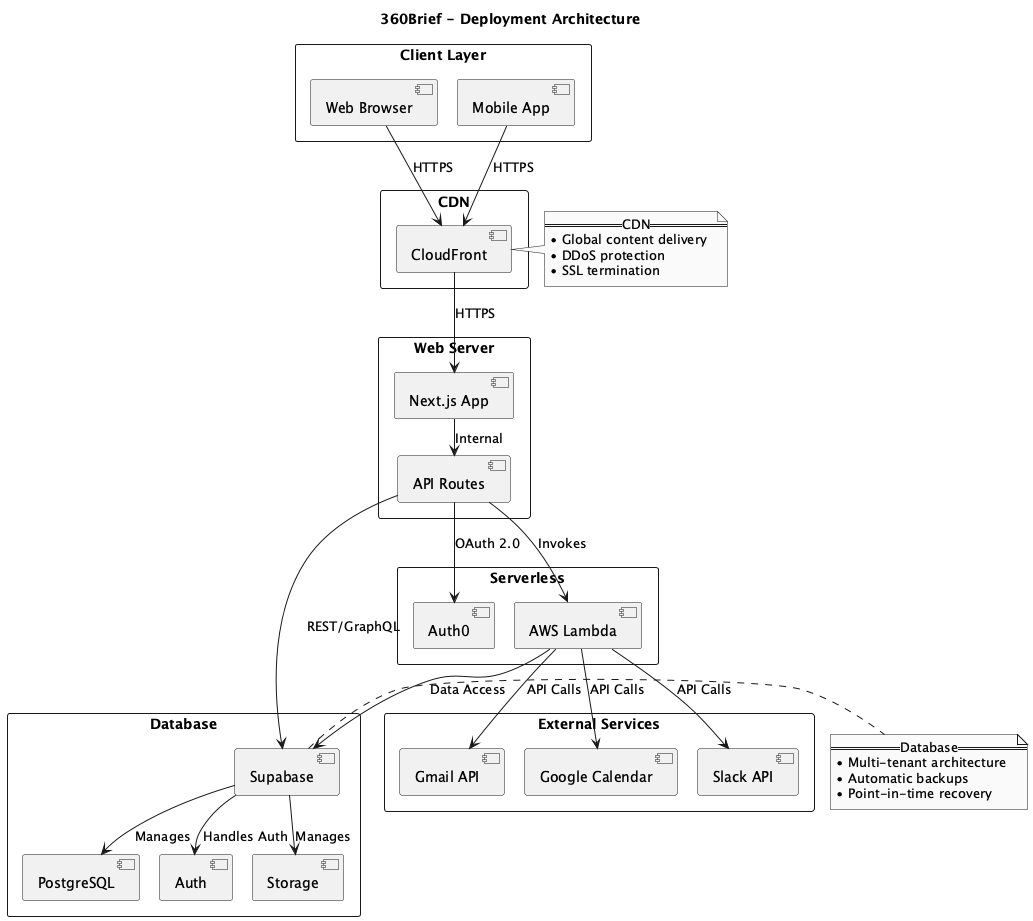 360Brief – Deployment Architecture
Client Layer
Web Browser
Mobile App
HTTPS
HTTPS
CDN
CloudFront
CDN
• Global content delivery
• DDoS protection
• SSL termination
HTTPS
Web Server
Next.js App
Internal
API Routes
OAuth 2.0
Invokes
Serverless
Auth0
AWS Lambda
REST/GraphQL
Data Access
API Calls
API Calls
API Calls
Database
Supabase
External Services
Gmail API
Google Calendar
Slack API
Database
• Multi-tenant architecture
• Automatic backups
• Point-in-time recovery
Manages
Handles Auth
Manages
PostgreSQL
Auth
Storage